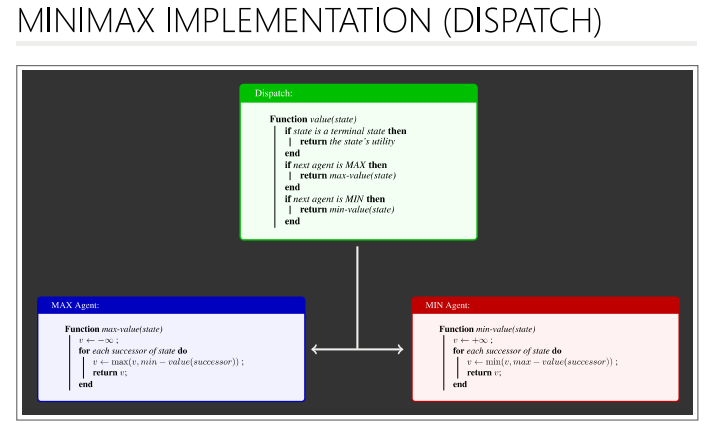 MINIMAX IMPLEMENTATION (DISPATCH)
Dispatch:
Function value(state)
if state is a terminal state then
return the state's utility
end
if next agent is MAX then
return max-value(state)
end
if next agent is MIN then
return min-value(state)
end
MAX Agent:
Function max-value(state)
v ← −∞ ;
for each successor of state do
v ← max(v, min − value(successor)) ;
return v;
end
MIN Agent:
Function min-value(state)
v ← +∞ ;
for each successor of state do
v ← min(v, max − value(successor)) ;
return v;
end